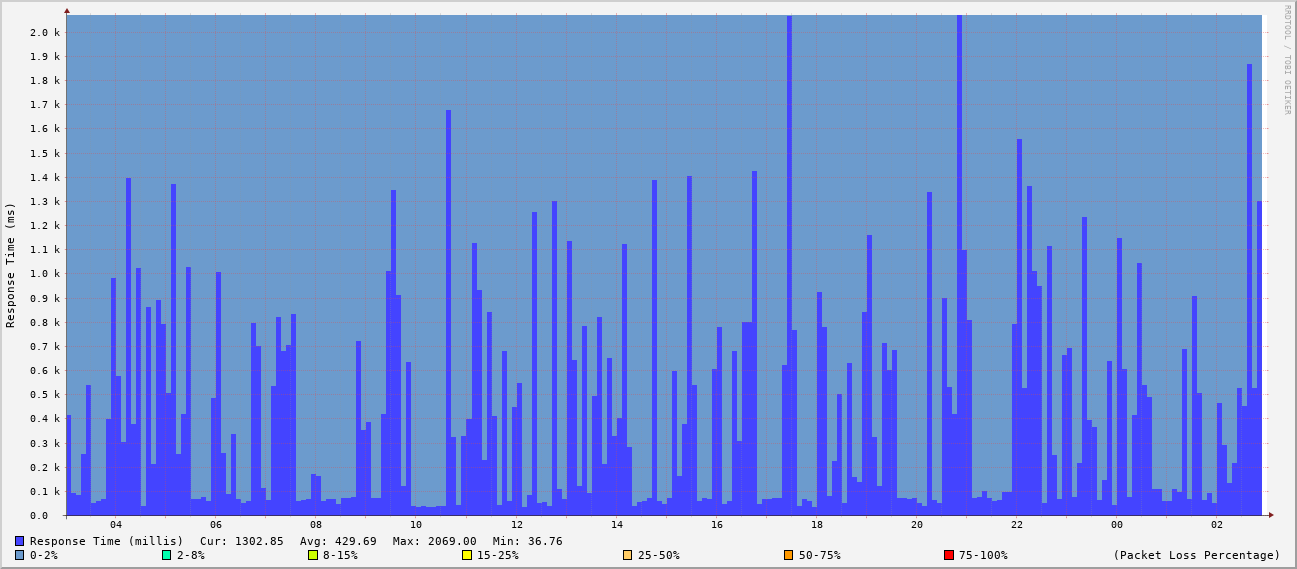 RRDTOOL / TOBI OETIKER
Response Time (ms)
2.0 k
1.9 k
1.8 k
1.7 k
1.6 k
1.5 k
1.4 k
1.3 k
1.2 k
1.1 k
1.0 k
0.9 k
0.8 k
0.7 k
0.6 k
0.5 k
0.4 k
0.3 k
0.2 k
0.1 k
0.0
04 06 08 10 12 14 16 18 20 22 00 02
Response Time (millis) Cur: 1302.85 Avg: 429.69 Max: 2069.00 Min: 36.76
0-2% 2-8% 8-15% 15-25% 25-50% 50-75% 75-100% (Packet Loss Percentage)